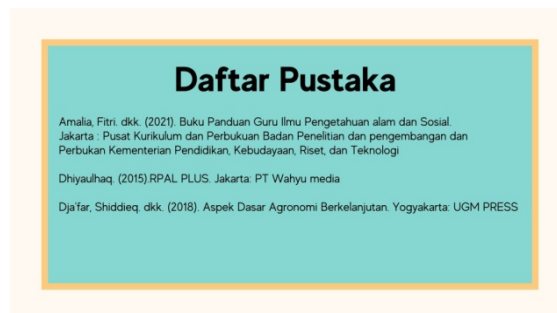 Daftar Pustaka
Amalia, Fitri. dkk. (2021). Buku Panduan Guru Ilmu Pengetahuan alam dan Sosial.
Jakarta : Pusat Kurikulum dan Perbukuan Badan Penelitian dan pengembangan dan
Perbukan Kementerian Pendidikan, Kebudayaan, Riset, dan Teknologi
Dhiyaulhaq. (2015).RPAL PLUS. Jakarta: PT Wahyu media
Dja'far, Shiddieq. dkk. (2018). Aspek Dasar Agronomi Berkelanjutan. Yogyakarta: UGM PRESS